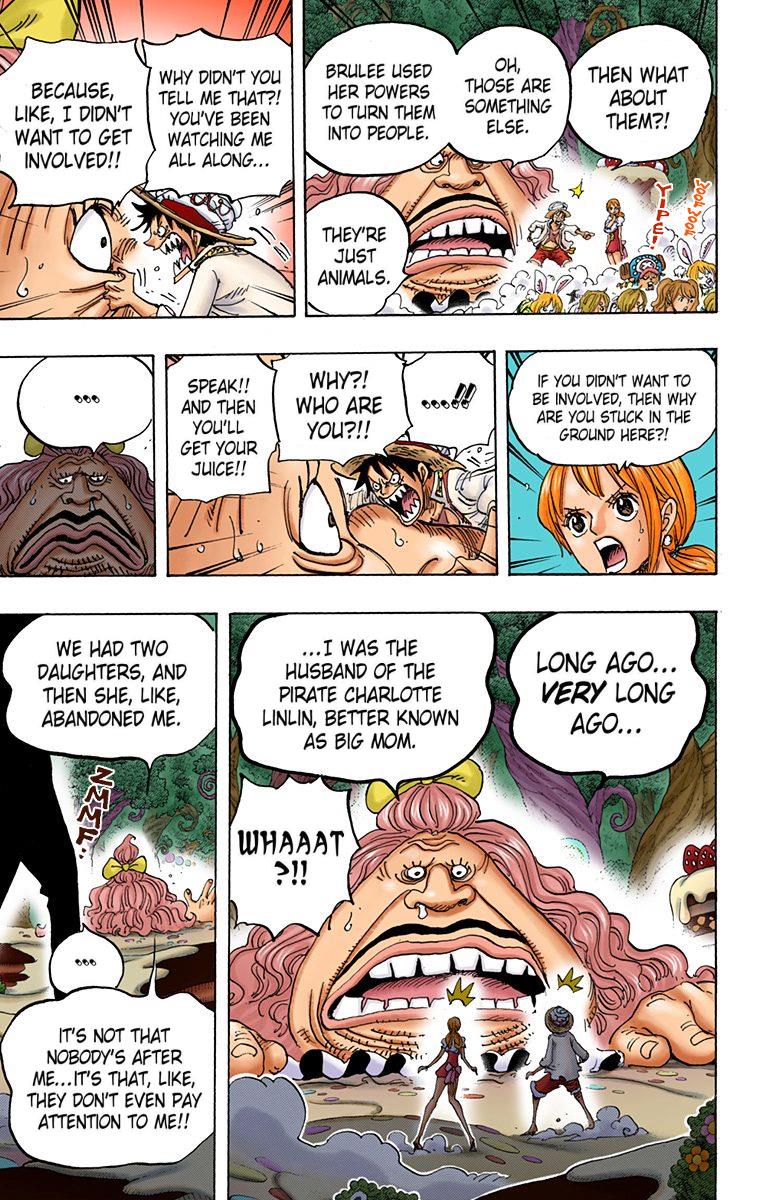 THEN WHAT
ABOUT
THEM?!
OH,
THOSE ARE
SOMETHING
ELSE.
BRULEE USED
HER POWERS
TO TURN THEM
INTO PEOPLE.
THEY'RE
JUST
ANIMALS.
YIPE!
WHY DIDN'T YOU
TELL ME THAT?!
YOU'VE BEEN
WATCHING ME
ALL ALONG...
BECAUSE,
LIKE, I DIDN'T
WANT TO GET
INVOLVED!!
IF YOU DIDN'T WANT TO
BE INVOLVED, THEN WHY
ARE YOU STUCK IN THE
GROUND HERE?!
...!!
WHY?!
WHO ARE
YOU?!!
SPEAK!!
AND THEN
YOU'LL
GET YOUR
JUICE!!
...
LONG AGO...
VERY LONG
AGO...
...I WAS THE
HUSBAND OF THE
PIRATE CHARLOTTE
LINLIN, BETTER KNOWN
AS BIG MOM.
WHAAAT
?!!
WE HAD TWO
DAUGHTERS, AND
THEN SHE, LIKE,
ABANDONED ME.
ZMMF..
...
IT'S NOT THAT
NOBODY'S AFTER
ME...IT'S THAT, LIKE,
THEY DON'T EVEN PAY
ATTENTION TO ME!!